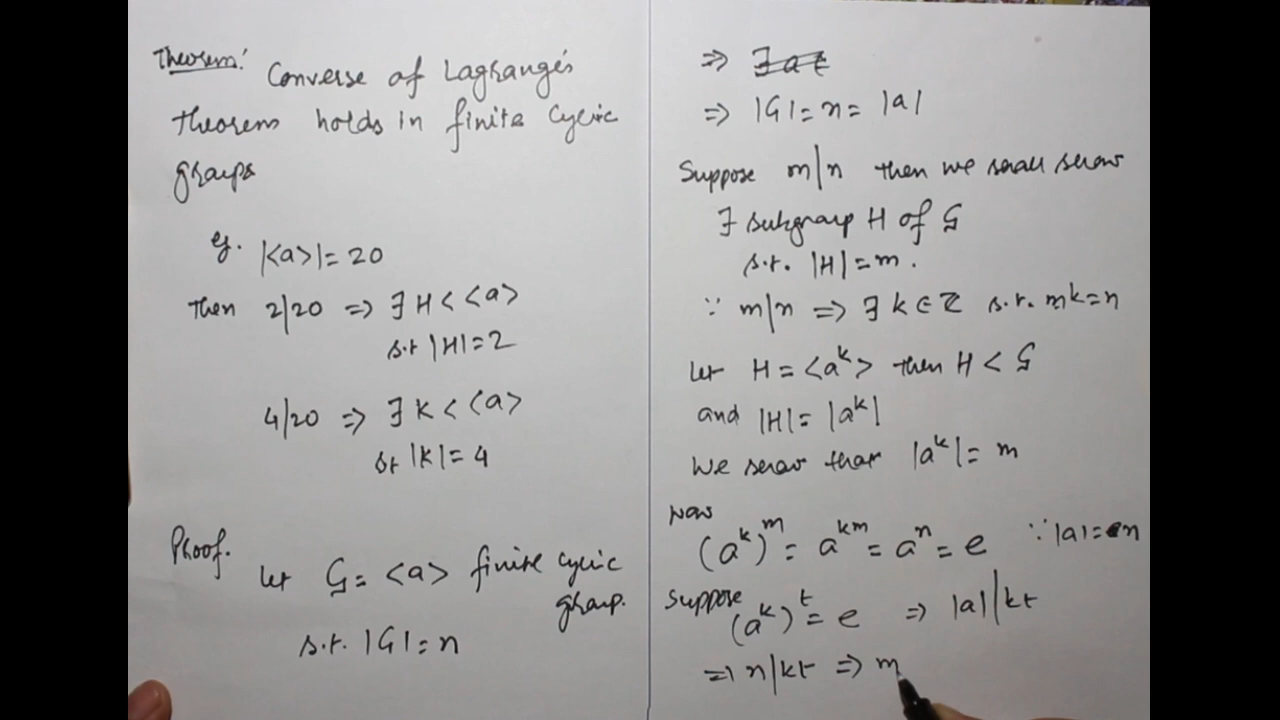 Theorem:
Converse of Lagrange's
theorem holds in finite cyclic
groups
eg. |<a>| = 20
Then 2|20 => ∃ H < <a>
s.t |H| = 2
4|20 => ∃ K < <a>
st |K| = 4
Proof.
Let G = <a> finite cyclic
group.
s.t. |G| = n
=> ∃ a t
=> |G| = n = |a|
Suppose m|n then we shall show
∃ subgroup H of G
s.t. |H| = m.
∵ m|n => ∃ k ∈ Z s.t. mk = n
Let H = <a^k> then H < G
and |H| = |a^k|
We show that |a^k| = m
Now
(a^k)^m = a^km = a^n = e ∵ |a| = n
Suppose
(a^k)^t = e => |a| | kt
=> n|kt => m